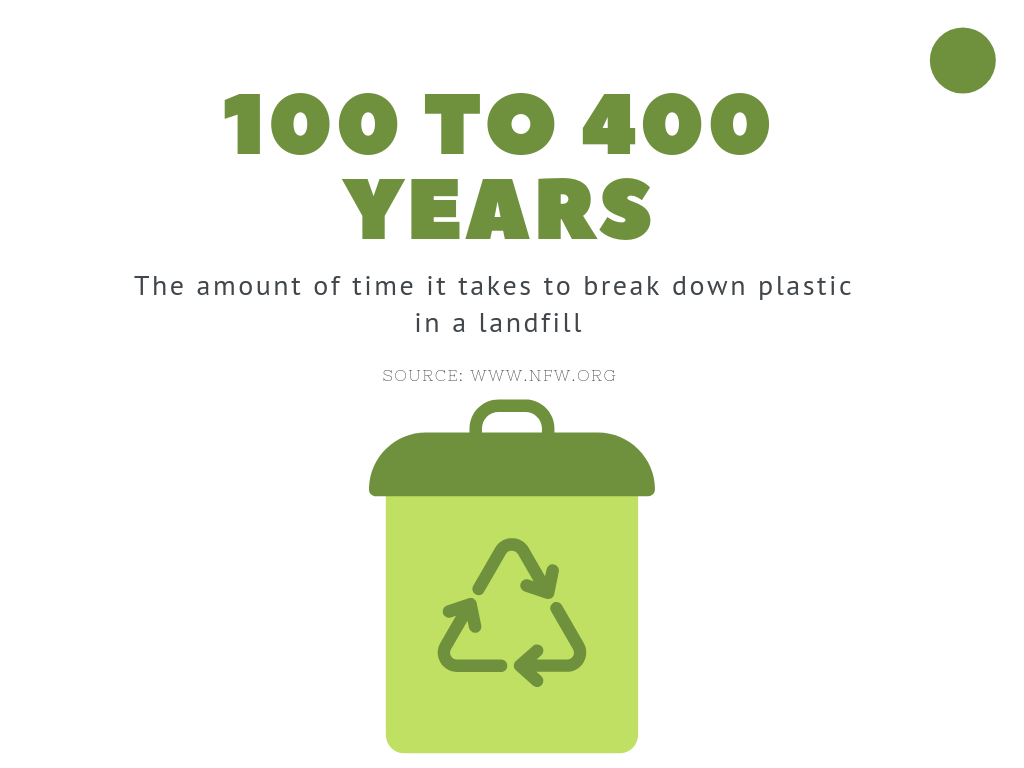 100 TO 400
YEARS
The amount of time it takes to break down plastic
in a landfill
SOURCE: WWW.NFW.ORG